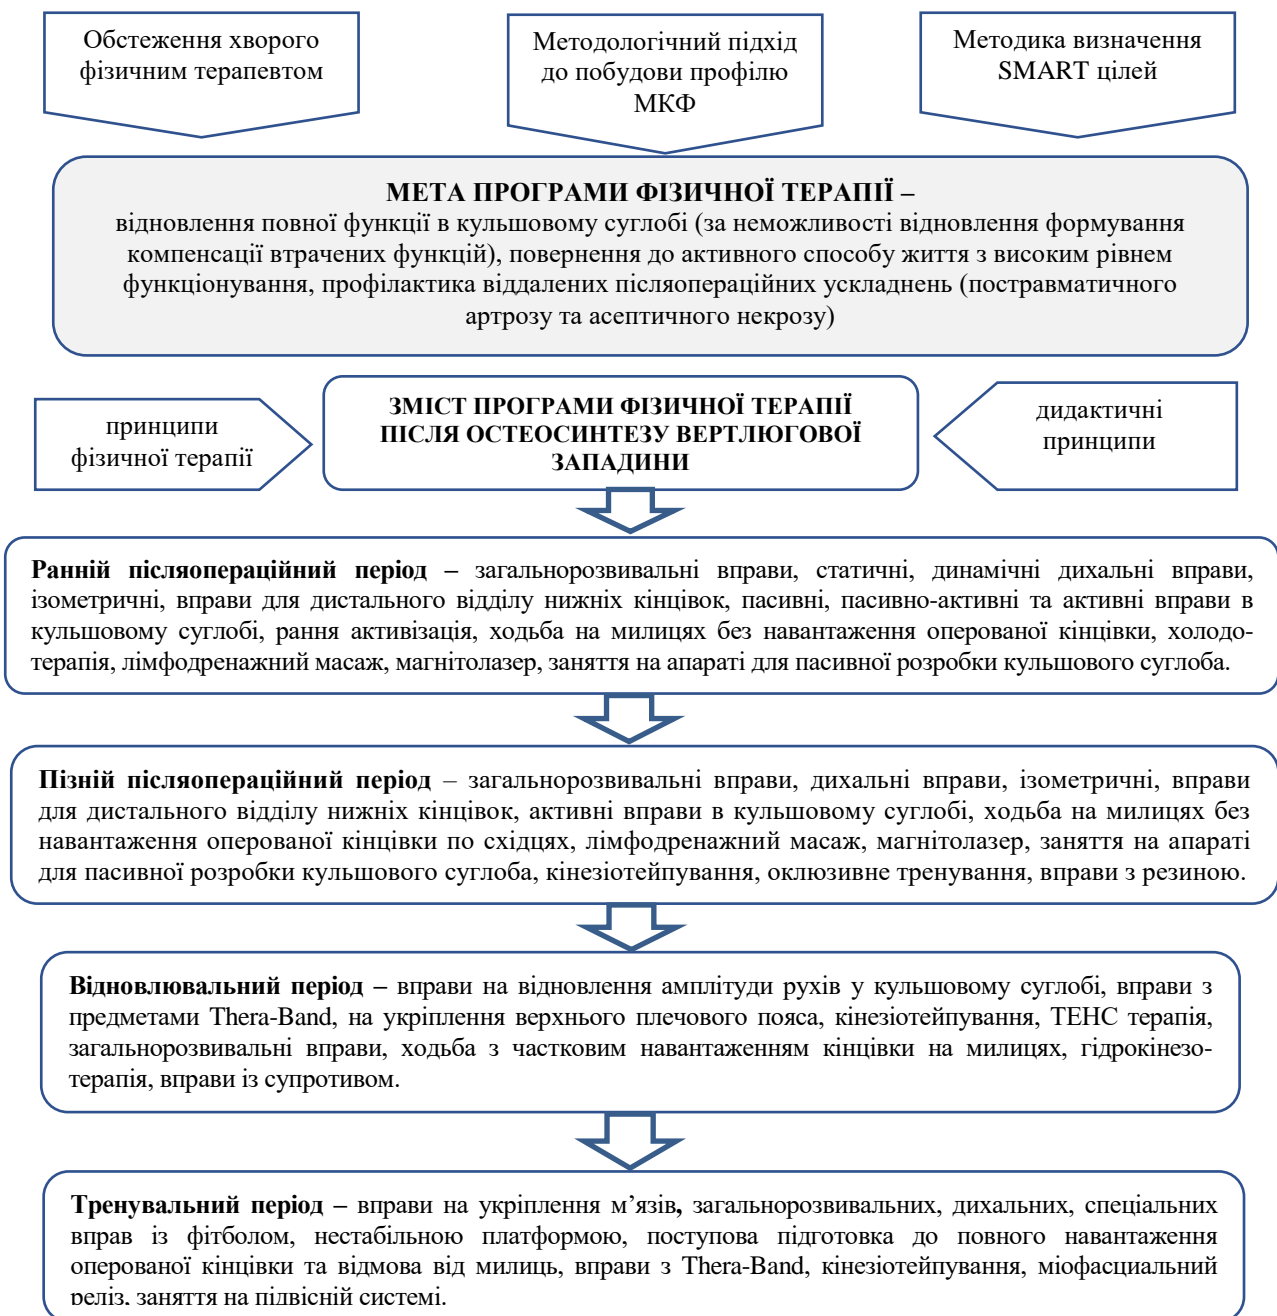 Обстеження хворого
фізичним терапевтом
Методологічний підхід
до побудови профілю
МКФ
Методика визначення
SMART цілей
МЕТА ПРОГРАМИ ФІЗИЧНОЇ ТЕРАПІЇ –
відновлення повної функції в кульшовому суглобі (за неможливості відновлення формування
компенсації втрачених функцій), повернення до активного способу життя з високим рівнем
функціонування, профілактика віддалених післяопераційних ускладнень (постравматичного
артрозу та асептичного некрозу)
принципи
фізичної терапії
ЗМІСТ ПРОГРАМИ ФІЗИЧНОЇ ТЕРАПІЇ
ПІСЛЯ ОСТЕОСИНТЕЗУ ВЕРТЛЮГОВОЇ
ЗАПАДИНИ
дидактичні
принципи
Ранній післяопераційний період – загальнорозвивальні вправи, статичні, динамічні дихальні вправи,
ізометричні, вправи для дистального відділу нижніх кінцівок, пасивні, пасивно-активні та активні вправи в
кульшовому суглобі, рання активізація, ходьба на милицях без навантаження оперованої кінцівки, холодо-
терапія, лімфодренажний масаж, магнітолазер, заняття на апараті для пасивної розробки кульшового суглоба.
Пізній післяопераційний період – загальнорозвивальні вправи, дихальні вправи, ізометричні, вправи
для дистального відділу нижніх кінцівок, активні вправи в кульшовому суглобі, ходьба на милицях без
навантаження оперованої кінцівки по східцях, лімфодренажний масаж, магнітолазер, заняття на апараті
для пасивної розробки кульшового суглоба, кінезіотейпування, оклюзивне тренування, вправи з резиною.
Відновлювальний період – вправи на відновлення амплітуди рухів у кульшовому суглобі, вправи з
предметами Thera-Band, на укріплення верхнього плечового пояса, кінезіотейпування, ТЕНС терапія,
загальнорозвивальні вправи, ходьба з частковим навантаженням кінцівки на милицях, гідрокінезо-
терапія, вправи із супротивом.
Тренувальний період – вправи на укріплення м’язів, загальнорозвивальних, дихальних, спеціальних
вправ із фітболом, нестабільною платформою, поступова підготовка до повного навантаження
оперованої кінцівки та відмова від милиць, вправи з Thera-Band, кінезіотейпування, міофасциальний
реліз, заняття на підвісній системі.